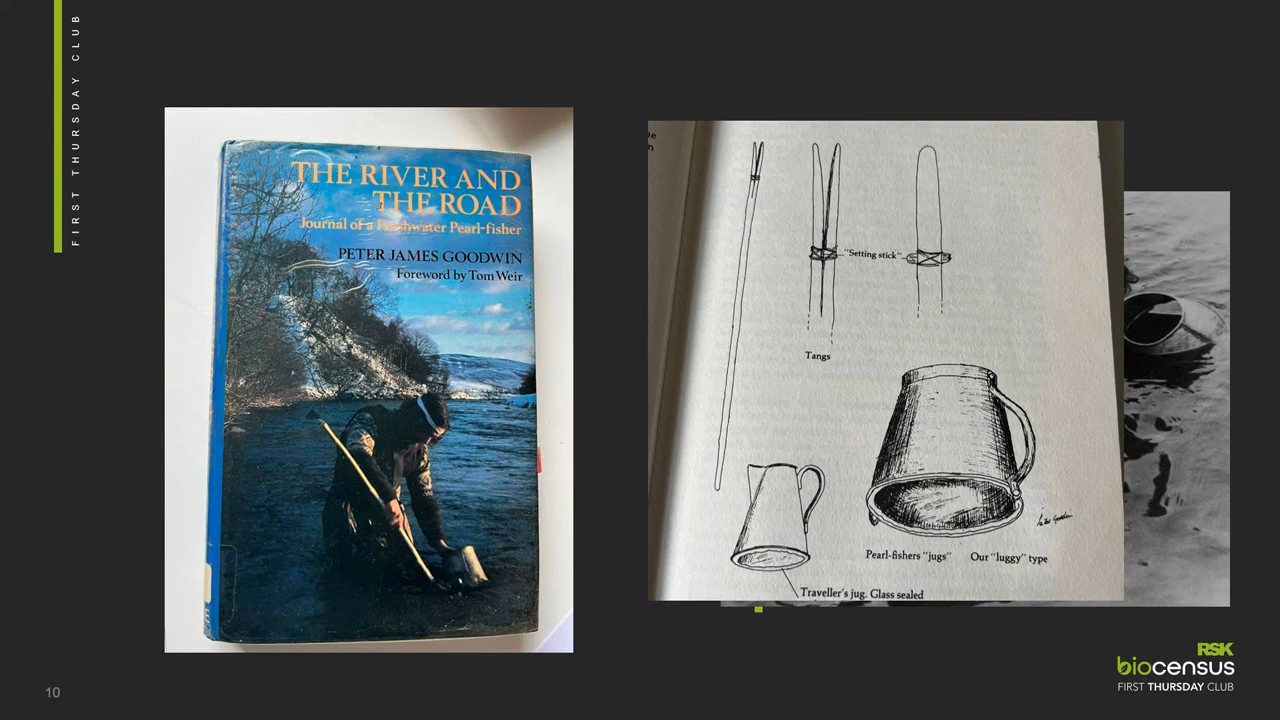 FIRST THURSDAY CLUB
THE RIVER AND
THE ROAD
Journal of a Freshwater Pearl-fisher
PETER JAMES GOODWIN
Foreword by Tom Weir
"Setting stick"
Tangs
Pearl-fishers "jugs"
Our "luggy" type
Traveller's jug. Glass sealed
10
RSK
biocensus
FIRST THURSDAY CLUB